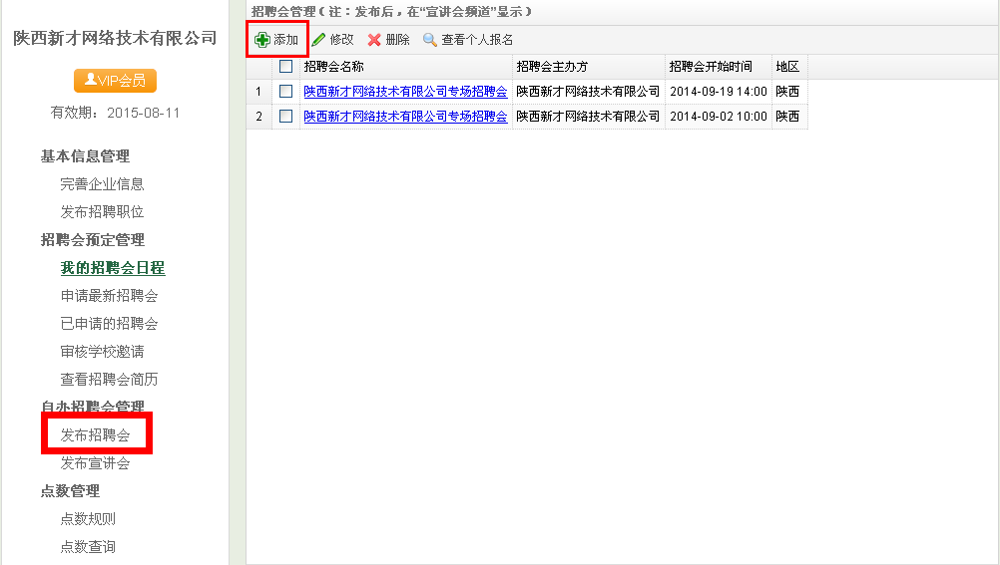 陕西新才网络技术有限公司
VIP会员
有效期：2015-08-11
基本信息管理
完善企业信息
发布招聘职位
招聘会预定管理
我的招聘会日程
申请最新招聘会
已申请的招聘会
审核学校邀请
查看招聘会简历
自办招聘会管理
发布招聘会
发布宣讲会
点数管理
点数规则
点数查询
招聘会管理(注：发布后，在“宣讲会频道”显示)
添加 修改 删除 查看个人报名
招聘会名称 招聘会主办方 招聘会开始时间 地区
1 陕西新才网络技术有限公司专场招聘会 陕西新才网络技术有限公司 2014-09-19 14:00 陕西
2 陕西新才网络技术有限公司专场招聘会 陕西新才网络技术有限公司 2014-09-02 10:00 陕西